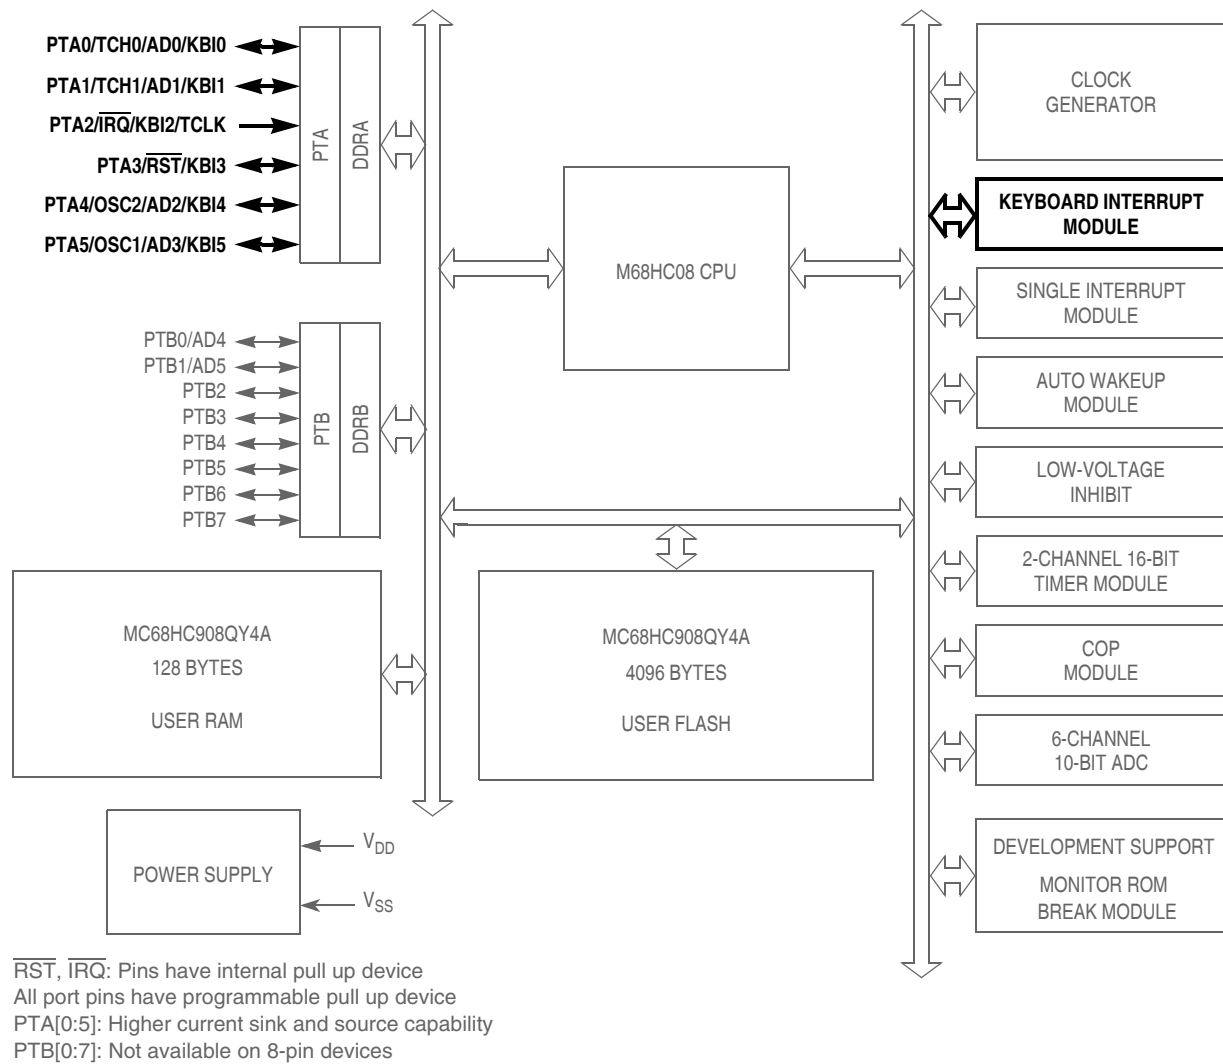 PTA0/TCH0/AD0/KBI0
PTA1/TCH1/AD1/KBI1
PTA2/IRQ/KBI2/TCLK
PTA3/RST/KBI3
PTA4/OSC2/AD2/KBI4
PTA5/OSC1/AD3/KBI5
PTA
DDRA
PTB0/AD4
PTB1/AD5
PTB2
PTB3
PTB4
PTB5
PTB6
PTB7
PTB
DDRB
M68HC08 CPU
MC68HC908QY4A
128 BYTES
USER RAM
MC68HC908QY4A
4096 BYTES
USER FLASH
POWER SUPPLY
VDD
VSS
CLOCK
GENERATOR
KEYBOARD INTERRUPT
MODULE
SINGLE INTERRUPT
MODULE
AUTO WAKEUP
MODULE
LOW-VOLTAGE
INHIBIT
2-CHANNEL 16-BIT
TIMER MODULE
COP
MODULE
6-CHANNEL
10-BIT ADC
DEVELOPMENT SUPPORT
MONITOR ROM
BREAK MODULE
RST, IRQ: Pins have internal pull up device
All port pins have programmable pull up device
PTA[0:5]: Higher current sink and source capability
PTB[0:7]: Not available on 8-pin devices